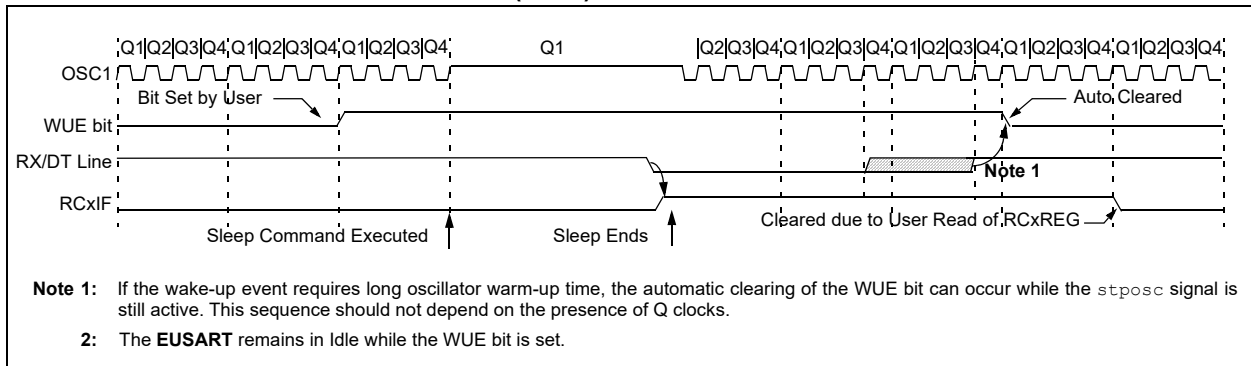 Q1 Q2 Q3 Q4 Q1 Q2 Q3 Q4 Q1 Q2 Q3 Q4 Q1 Q2 Q3 Q4 Q1 Q2 Q3 Q4 Q1 Q2 Q3 Q4 Q1 Q2 Q3 Q4 Q1 Q2 Q3 Q4
OSC1
Bit Set by User Auto Cleared
WUE bit
RX/DT Line
Note 1
RCxIF
Cleared due to User Read of RCxREG
Sleep Command Executed Sleep Ends
Note 1: If the wake-up event requires long oscillator warm-up time, the automatic clearing of the WUE bit can occur while the stposc signal is
still active. This sequence should not depend on the presence of Q clocks.
2: The EUSART remains in Idle while the WUE bit is set.